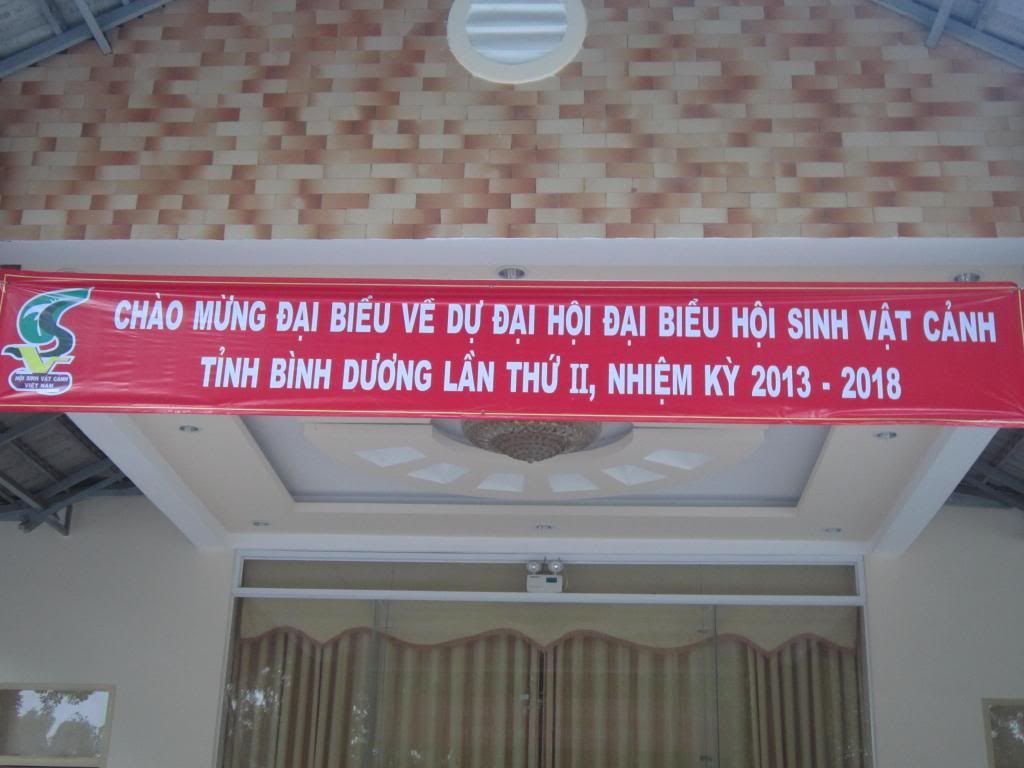 CHÀO MỪNG ĐẠI BIỂU VỀ DỰ ĐẠI HỘI ĐẠI BIỂU HỘI SINH VẬT CẢNH
TỈNH BÌNH DƯƠNG LẦN THỨ II, NHIỆM KỲ 2013 - 2018
HỘI SINH VẬT CẢNH
VIỆT NAM